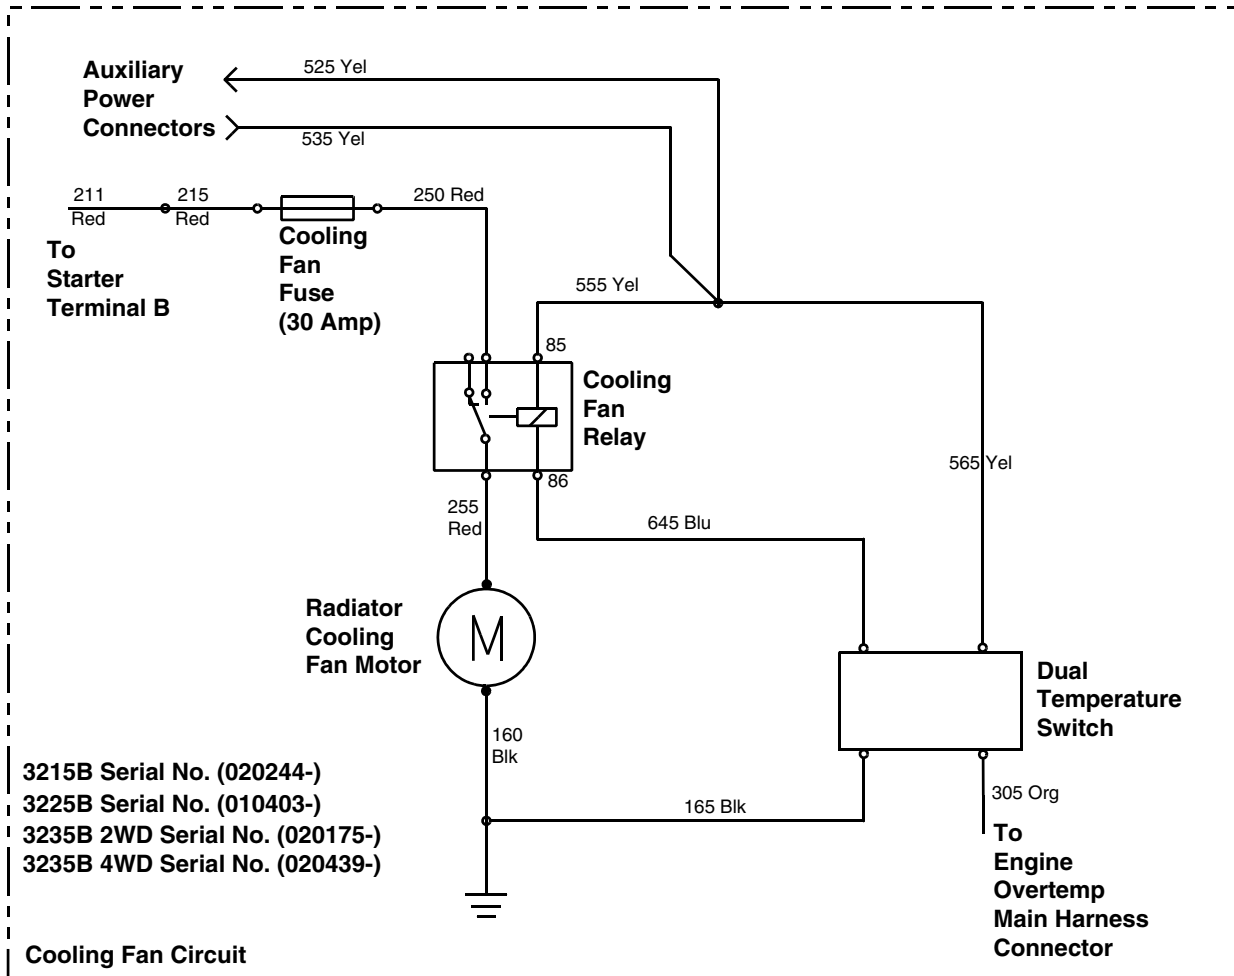 Auxiliary
Power
Connectors
525 Yel
535 Yel
211
Red
215
Red
250 Red
To
Starter
Terminal B
Cooling
Fan
Fuse
(30 Amp)
555 Yel
85
Cooling
Fan
Relay
86
565 Yel
255
Red
645 Blu
Radiator
Cooling
Fan Motor
M
Dual
Temperature
Switch
160
Blk
165 Blk
305 Org
To
Engine
Overtemp
Main Harness
Connector
3215B Serial No. (020244-)
3225B Serial No. (010403-)
3235B 2WD Serial No. (020175-)
3235B 4WD Serial No. (020439-)
Cooling Fan Circuit